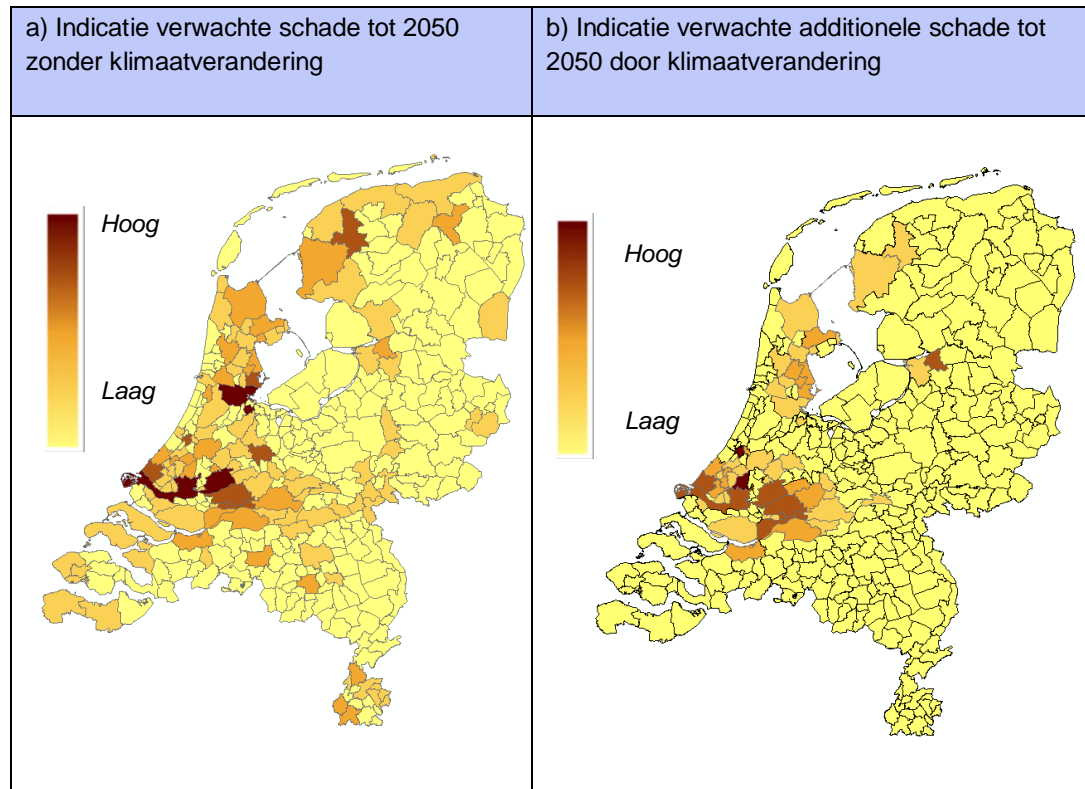 a) Indicatie verwachte schade tot 2050
zonder klimaatverandering
b) Indicatie verwachte additionele schade tot
2050 door klimaatverandering
Hoog
Laag
Hoog
Laag